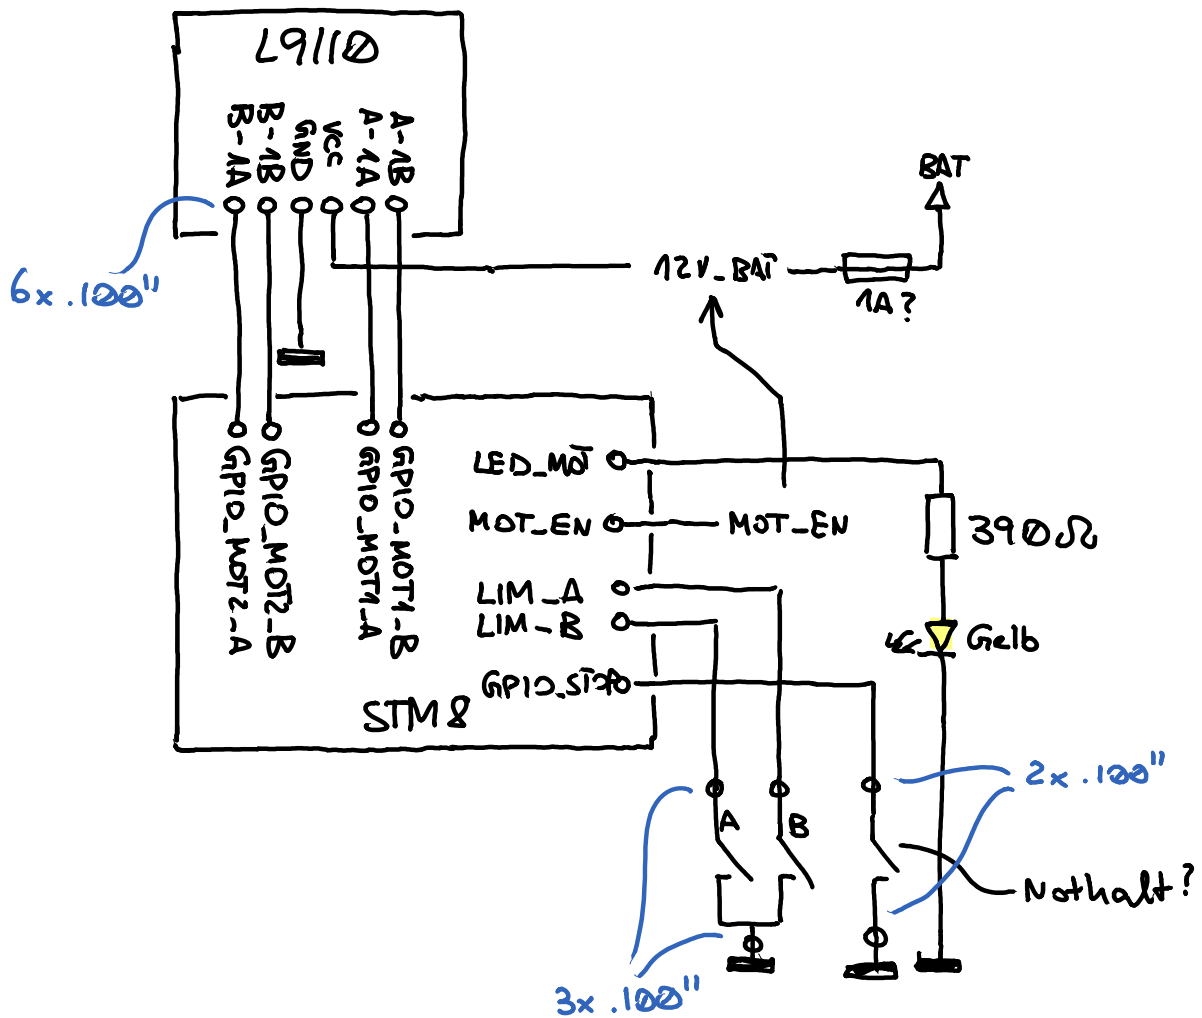 L9110
B-1A
B-1B
GND
VCC
A-1A
A-1B
6x .100"
BAT
12V_BAT
1A?
GPIO_MOT2_A
GPIO_MOT2_B
GPIO_MOT1_A
GPIO_MOT1_B
LED_MOT
MOT_EN
MOT_EN
390Ω
LIM_A
LIM_B
Gelb
GPIO_STOP
STM8
2x .100"
A
B
Nothalt?
3x .100"